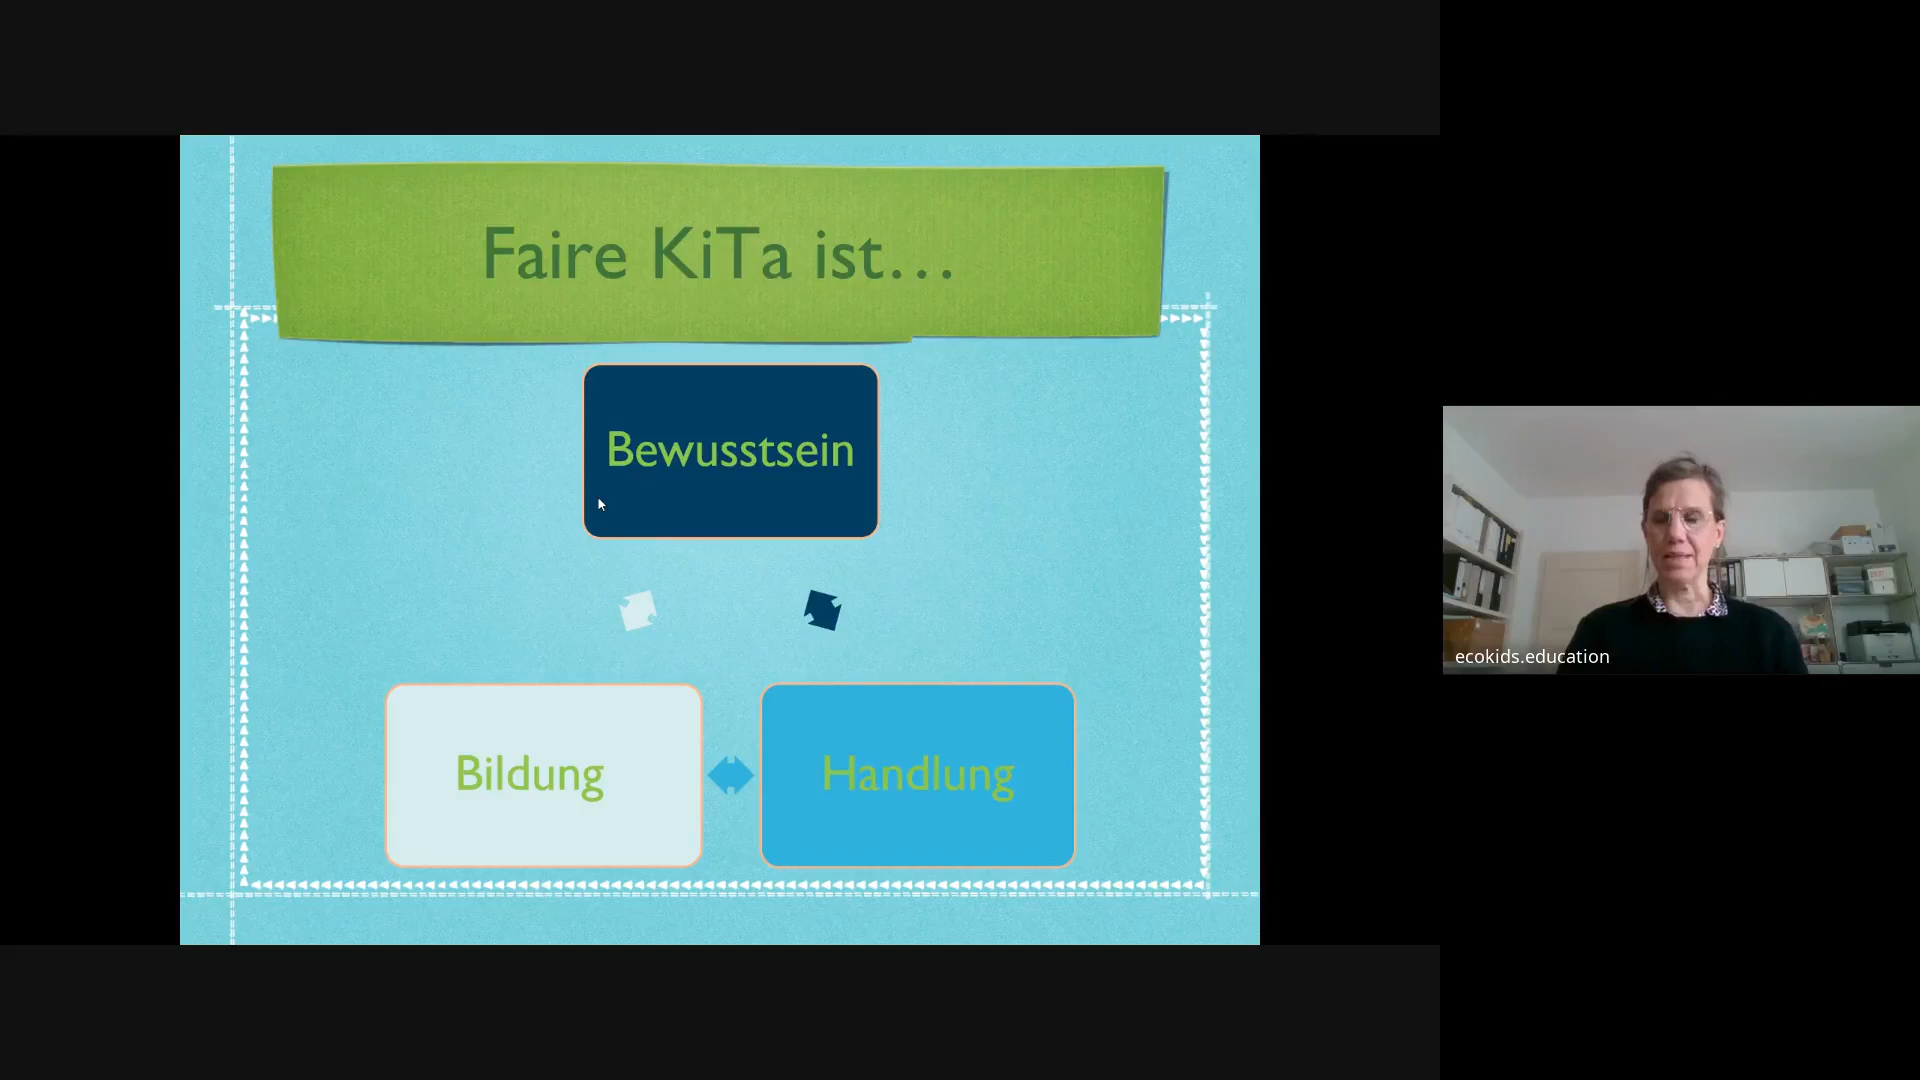 Faire KiTa ist...
Bewusstsein
Bildung
Handlung
ecokids.education